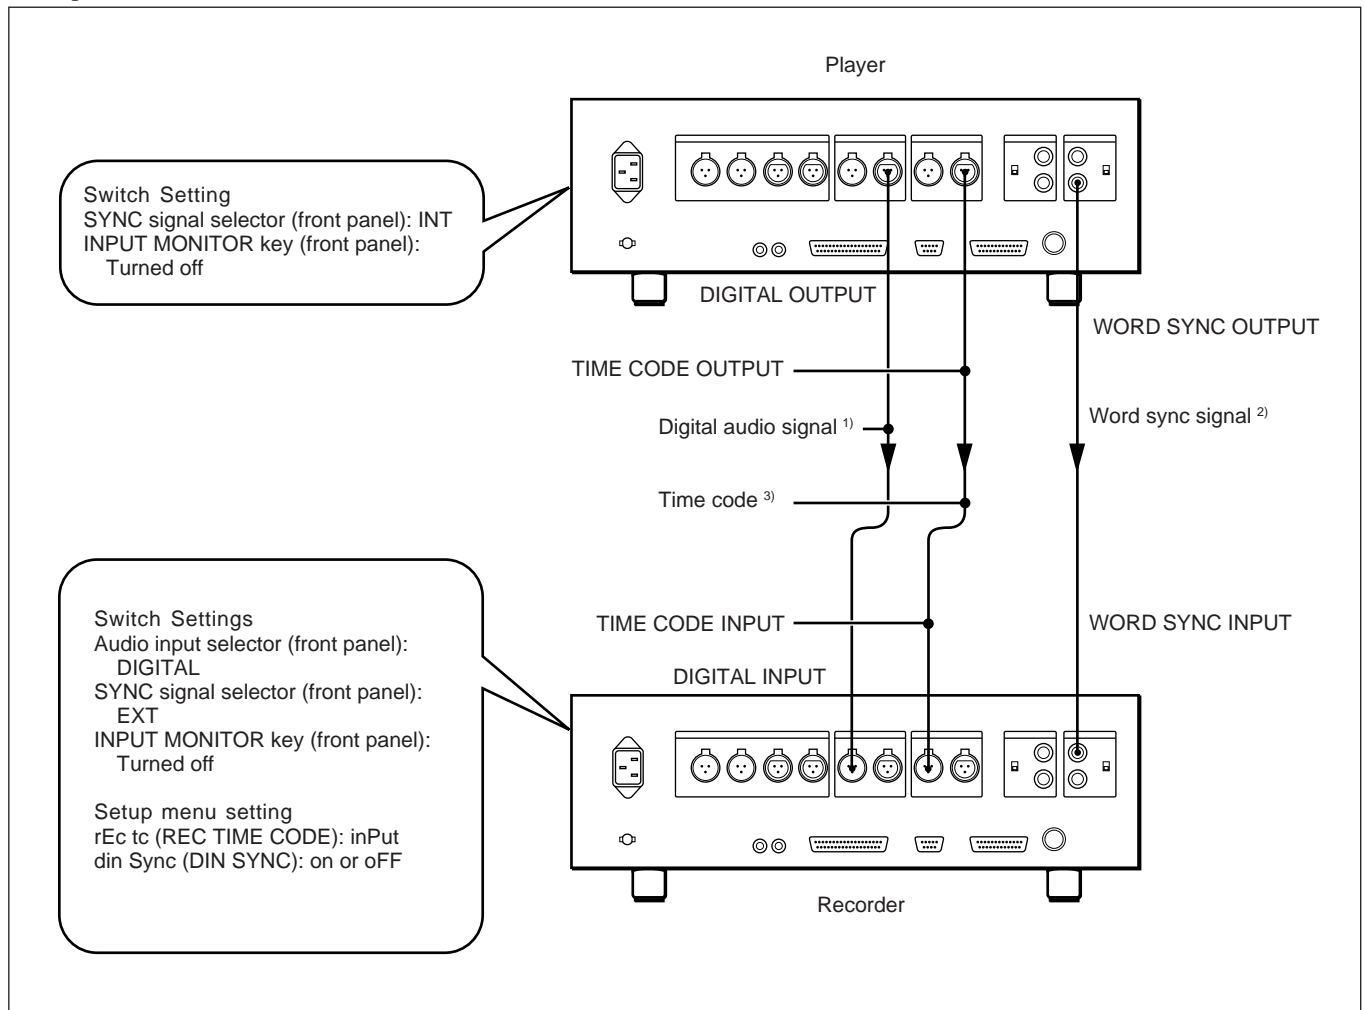 Player
Switch Setting
SYNC signal selector (front panel): INT
INPUT MONITOR key (front panel):
Turned off
DIGITAL OUTPUT
WORD SYNC OUTPUT
TIME CODE OUTPUT
Digital audio signal 1)
Word sync signal 2)
Time code 3)
Switch Settings
Audio input selector (front panel):
DIGITAL
SYNC signal selector (front panel):
EXT
INPUT MONITOR key (front panel):
Turned off
Setup menu setting
rEc tc (REC TIME CODE): inPut
din Sync (DIN SYNC): on or oFF
TIME CODE INPUT
WORD SYNC INPUT
DIGITAL INPUT
Recorder